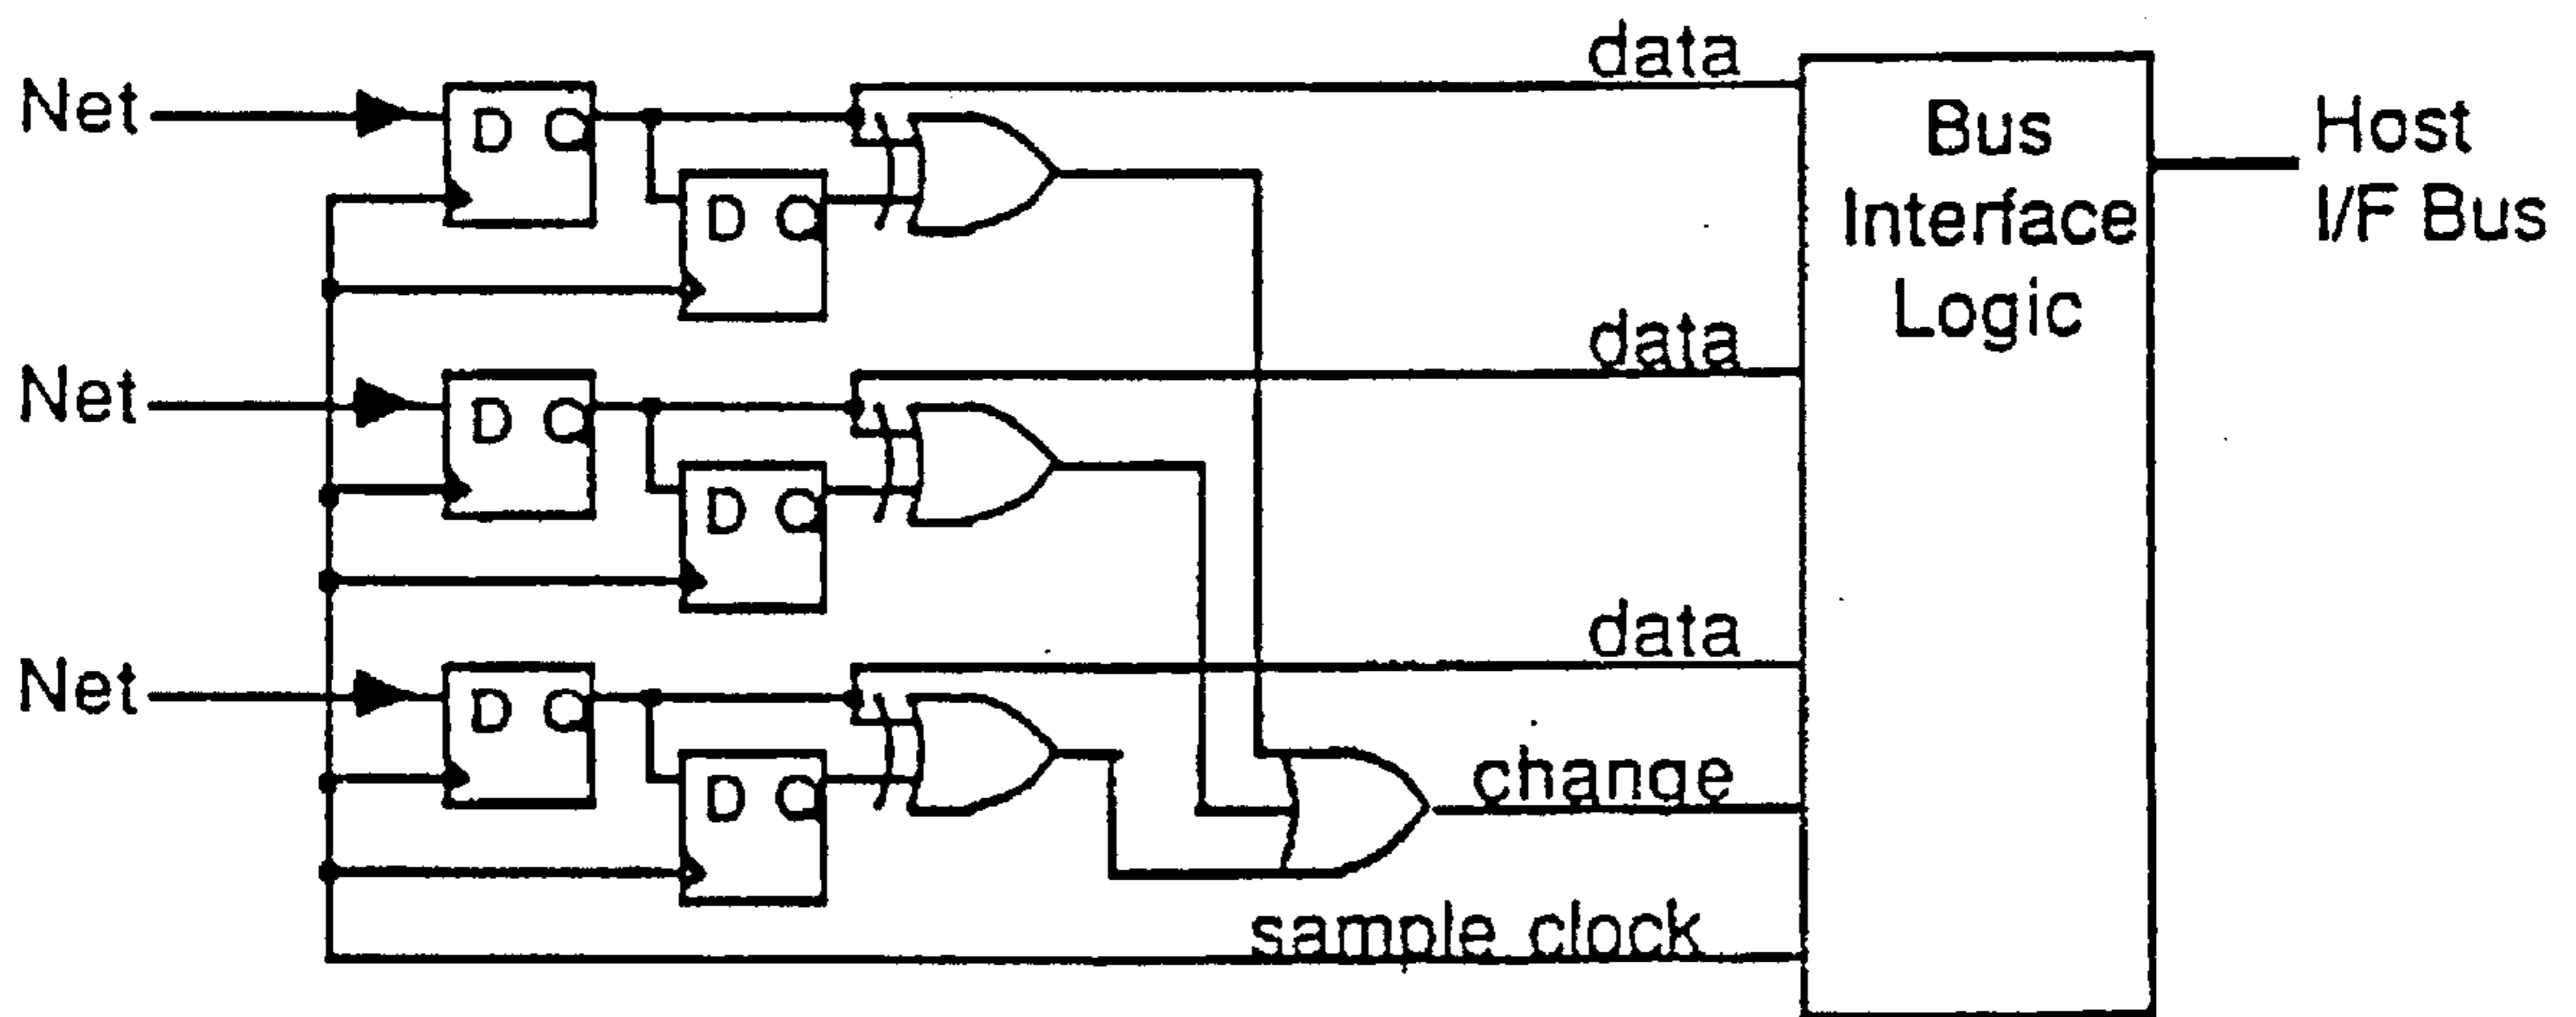 Net
D Q
D Q
data
Net
D Q
D Q
data
Net
D Q
D Q
data
change
sample clock
Bus
Interface
Logic
Host
I/F Bus